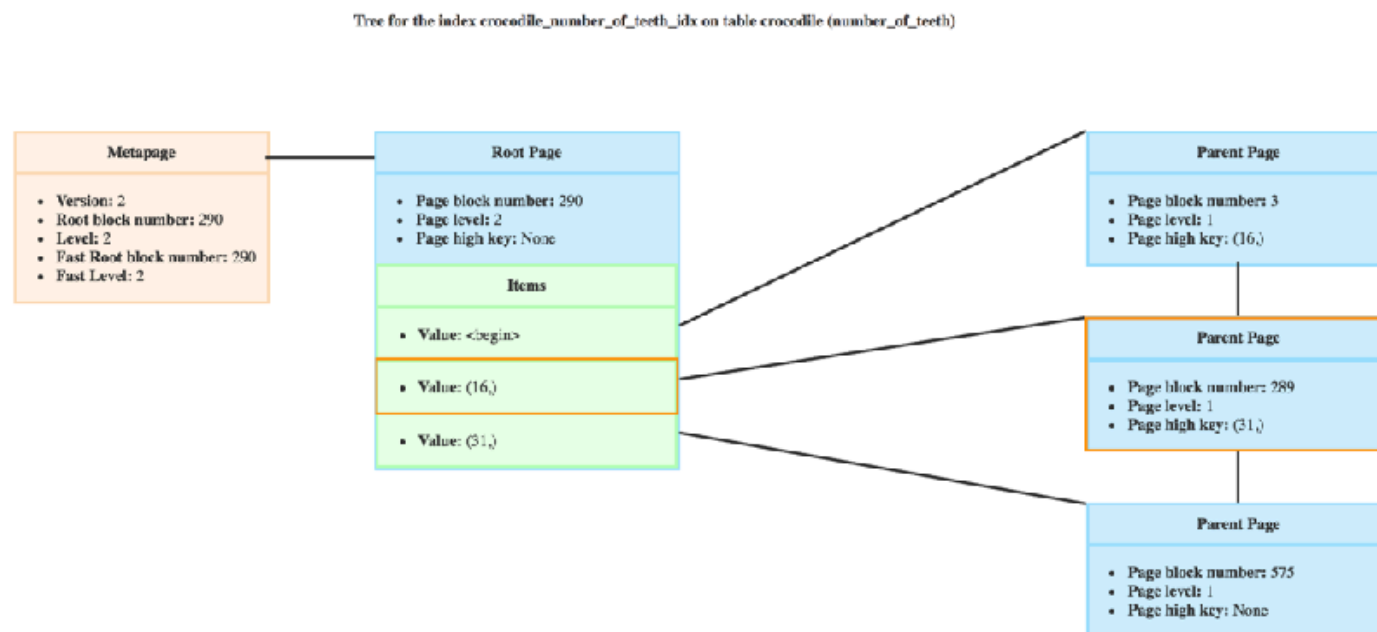 Tree for the index crocodile_number_of_teeth_idx on table crocodile (number_of_teeth)
Metapage
• Version: 2
• Root block number: 290
• Level: 2
• Fast Root block number: 290
• Fast Level: 2
Root Page
• Page block number: 290
• Page level: 2
• Page high key: None
Items
• Value: <begin>
• Value: (16,)
• Value: (31,)
Parent Page
• Page block number: 3
• Page level: 1
• Page high key: (16,)
Parent Page
• Page block number: 289
• Page level: 1
• Page high key: (31,)
Parent Page
• Page block number: 575
• Page level: 1
• Page high key: None